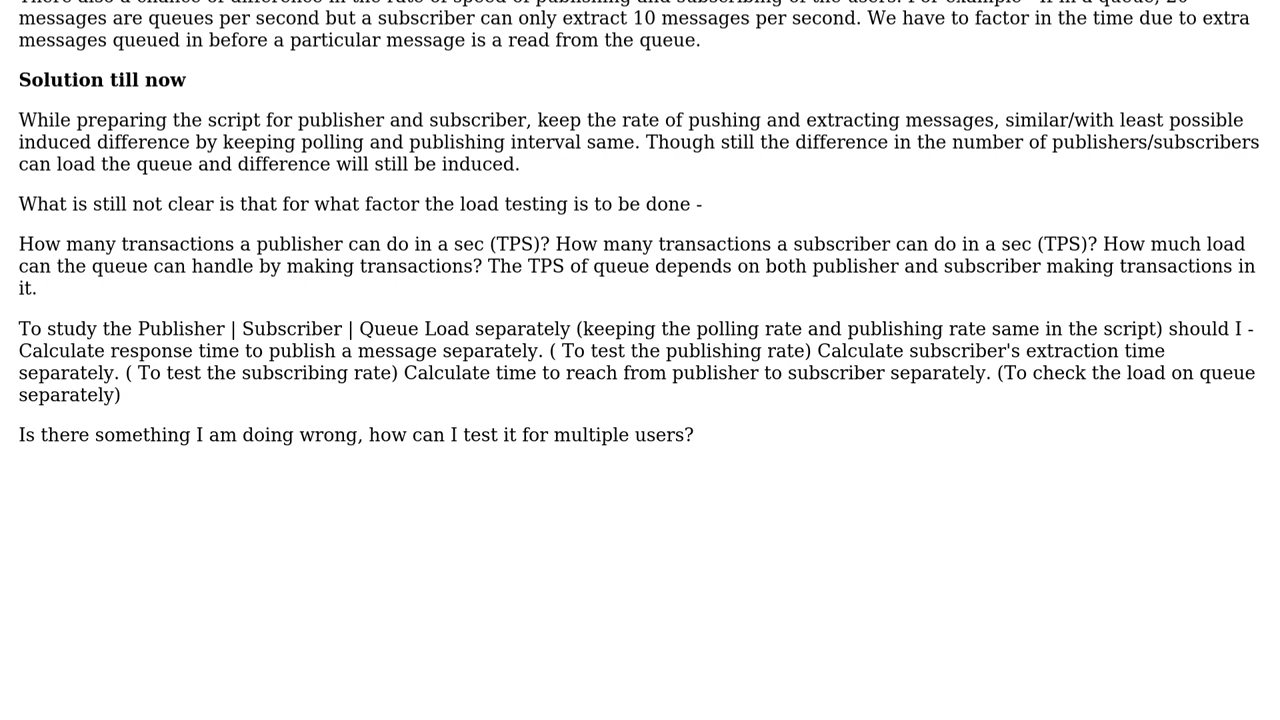 messages are queues per second but a subscriber can only extract 10 messages per second. We have to factor in the time due to extra
messages queued in before a particular message is a read from the queue.
Solution till now
While preparing the script for publisher and subscriber, keep the rate of pushing and extracting messages, similar/with least possible
induced difference by keeping polling and publishing interval same. Though still the difference in the number of publishers/subscribers
can load the queue and difference will still be induced.
What is still not clear is that for what factor the load testing is to be done -
How many transactions a publisher can do in a sec (TPS)? How many transactions a subscriber can do in a sec (TPS)? How much load
can the queue can handle by making transactions? The TPS of queue depends on both publisher and subscriber making transactions in
it.
To study the Publisher | Subscriber | Queue Load separately (keeping the polling rate and publishing rate same in the script) should I -
Calculate response time to publish a message separately. ( To test the publishing rate) Calculate subscriber's extraction time
separately. ( To test the subscribing rate) Calculate time to reach from publisher to subscriber separately. (To check the load on queue
separately)
Is there something I am doing wrong, how can I test it for multiple users?